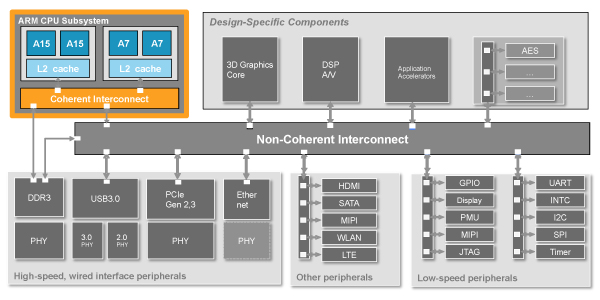 ARM CPU Subsystem
A15 A15 A7 A7
L2 cache L2 cache
Coherent Interconnect
Design-Specific Components
3D Graphics
Core
DSP
A/V
Application
Accelerators
AES
...
...
Non-Coherent Interconnect
DDR3
USB3.0
PCIe
Gen 2,3
Ether
net
PHY
3.0
PHY
2.0
PHY
PHY
PHY
High-speed, wired interface peripherals
HDMI
SATA
MIPI
WLAN
LTE
Other peripherals
GPIO
Display
PMU
MIPI
JTAG
UART
INTC
I2C
SPI
Timer
Low-speed peripherals